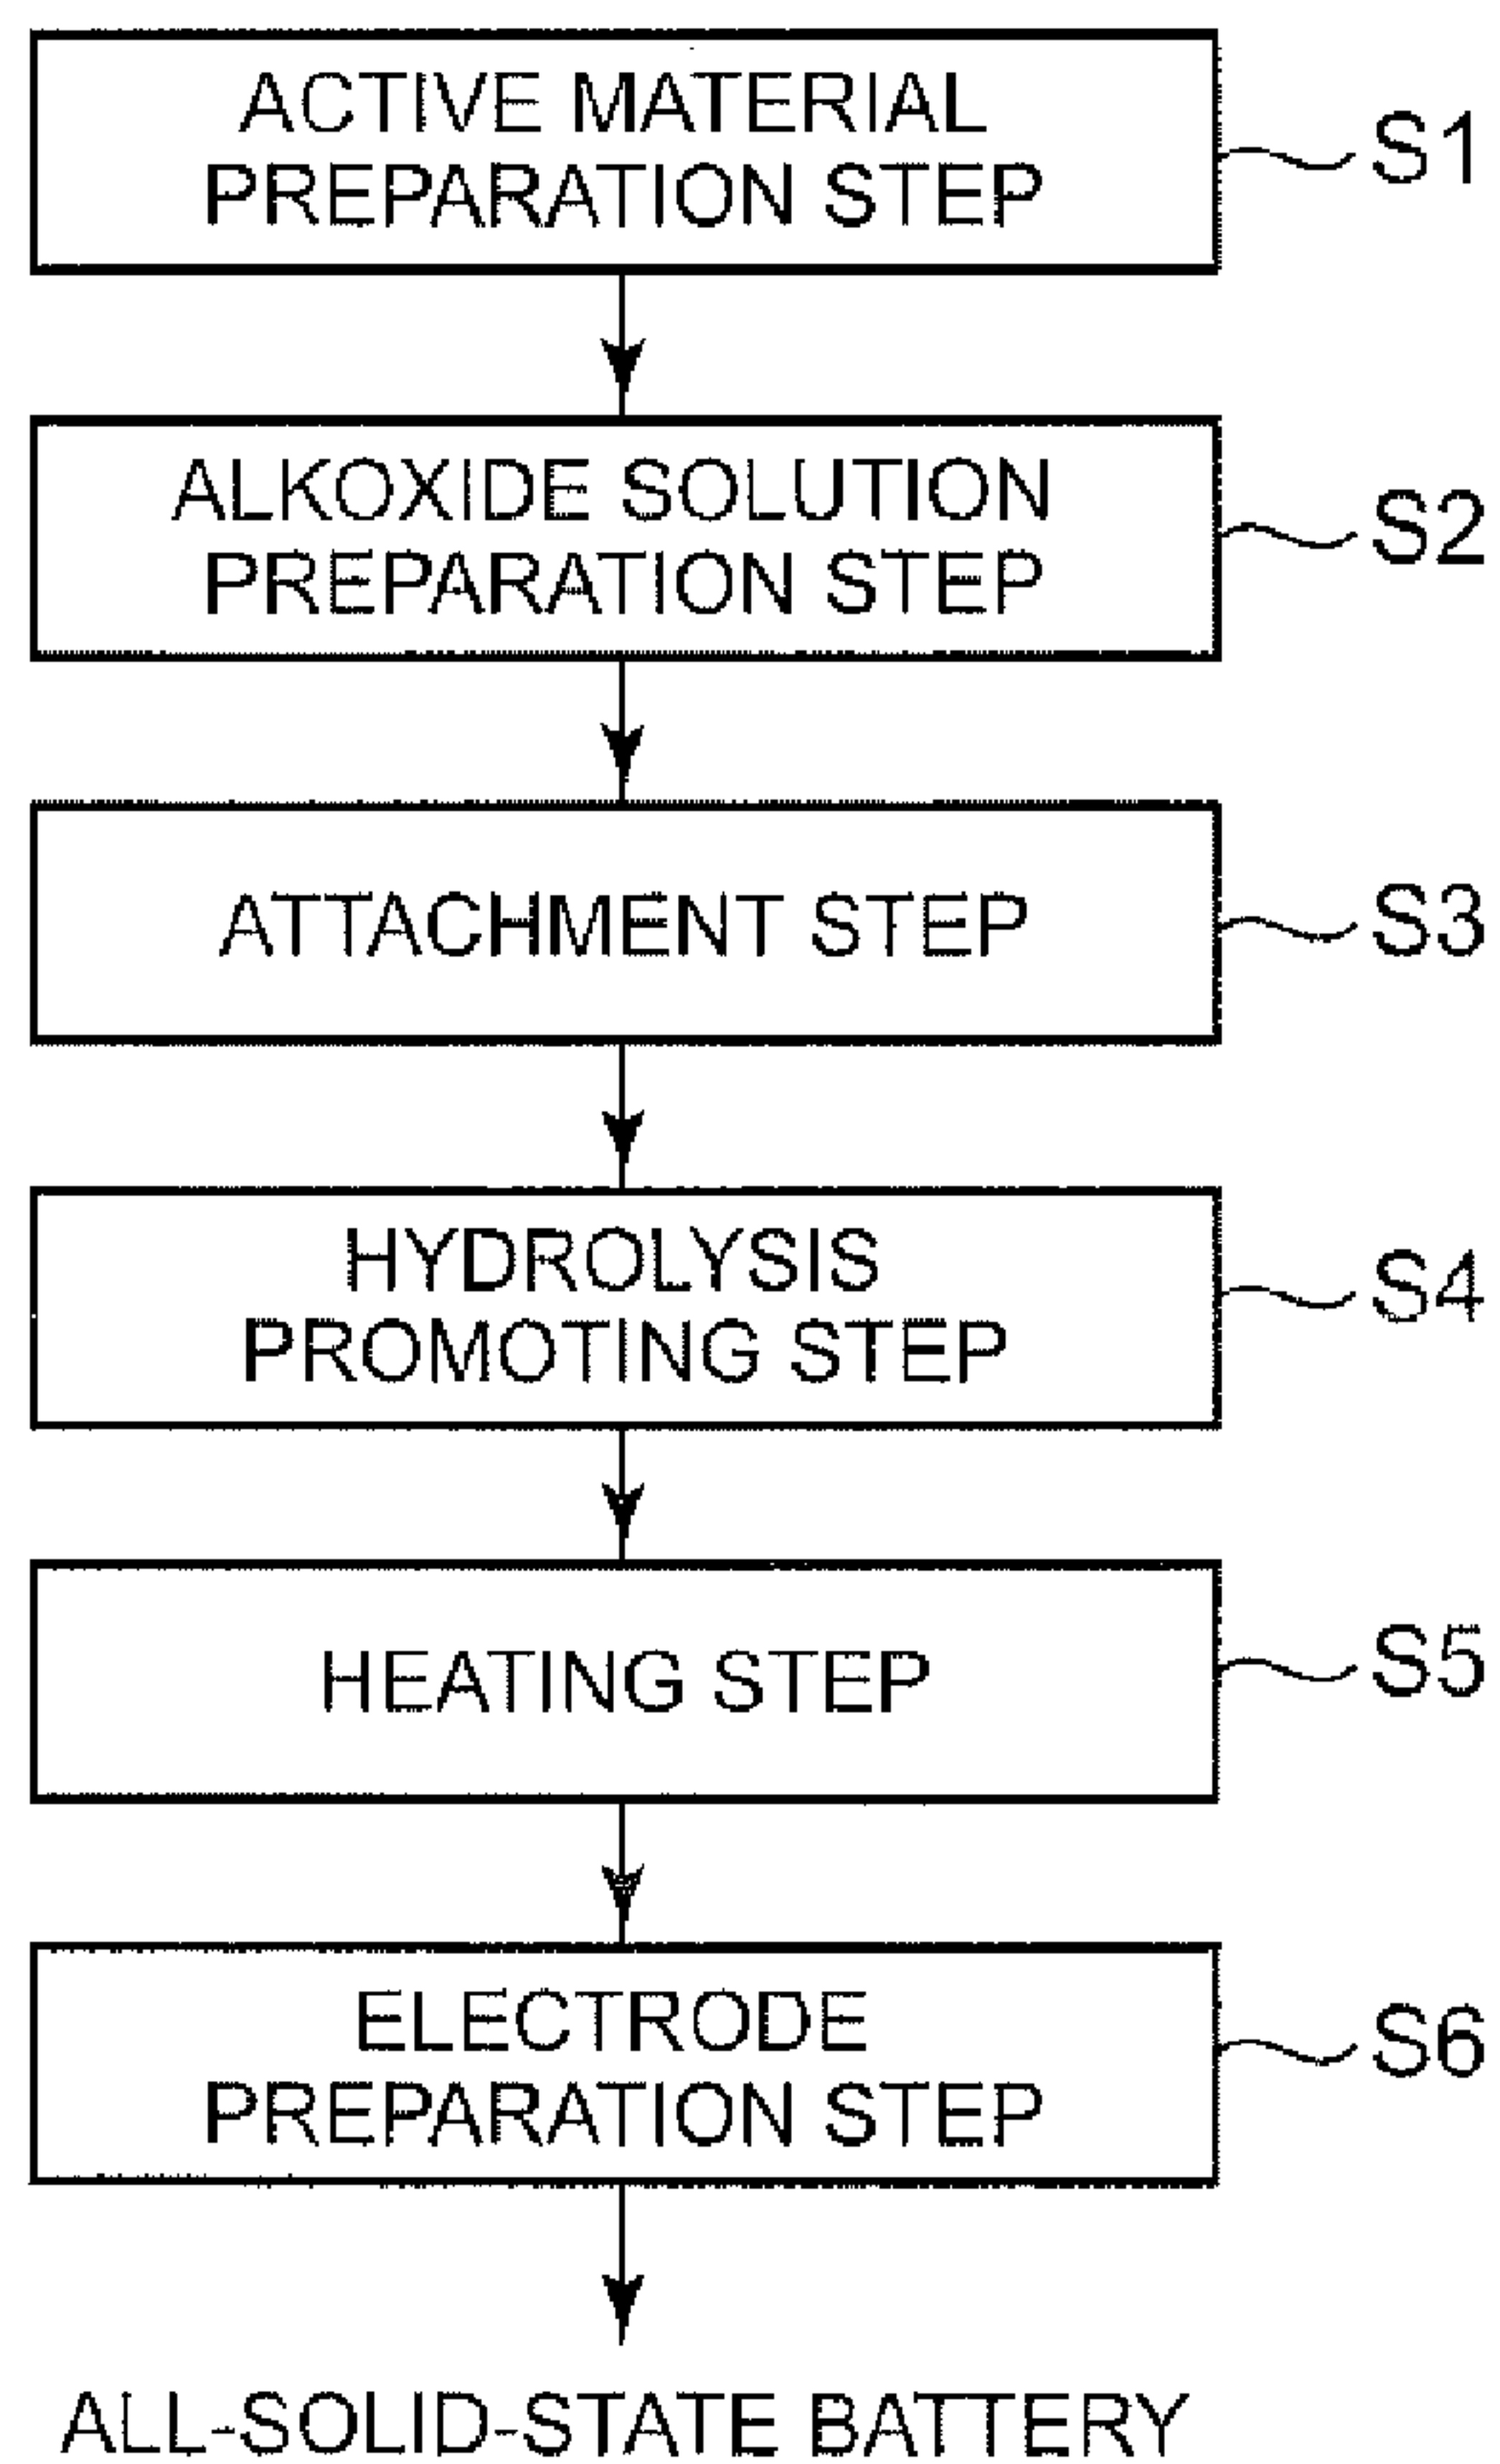 ACTIVE MATERIAL
PREPARATION STEP
S1
ALKOXIDE SOLUTION
PREPARATION STEP
S2
ATTACHMENT STEP
S3
HYDROLYSIS
PROMOTING STEP
S4
HEATING STEP
S5
ELECTRODE
PREPARATION STEP
S6
ALL-SOLID-STATE BATTERY